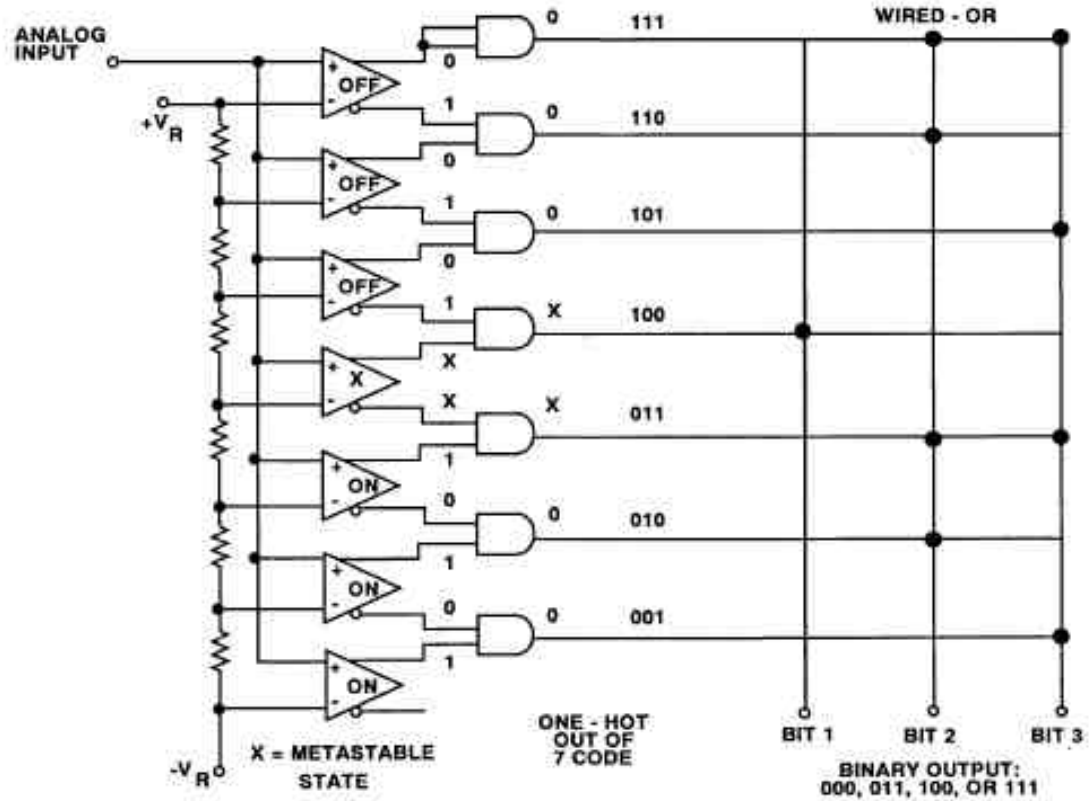 ANALOG
INPUT
+VR
-VR
+
-
OFF
+
-
OFF
+
-
OFF
+
-
X
+
-
ON
+
-
ON
+
-
ON
0
1
0
1
0
1
X
X
1
0
1
0
1
0 111
0 110
0 101
X 100
X 011
0 010
0 001
WIRED - OR
X = METASTABLE
STATE
ONE - HOT
OUT OF
7 CODE
BIT 1 BIT 2 BIT 3
BINARY OUTPUT:
000, 011, 100, OR 111